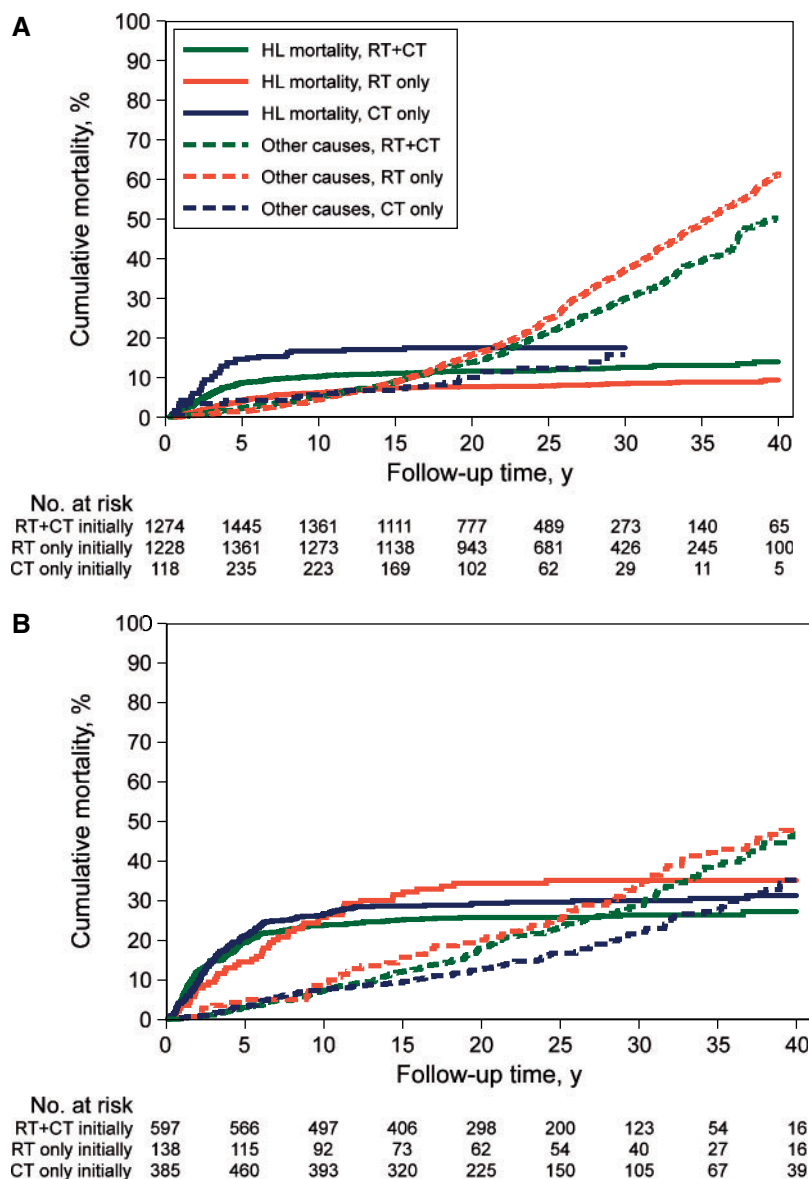 A
Cumulative mortality, %
100
90
80
70
60
50
40
30
20
10
0
HL mortality, RT+CT
HL mortality, RT only
HL mortality, CT only
Other causes, RT+CT
Other causes, RT only
Other causes, CT only
0 5 10 15 20 25 30 35 40
Follow-up time, y
No. at risk
RT+CT initially 1274 1445 1361 1111 777 489 273 140 65
RT only initially 1228 1361 1273 1138 943 681 426 245 100
CT only initially 118 235 223 169 102 62 29 11 5
B
Cumulative mortality, %
100
90
80
70
60
50
40
30
20
10
0
0 5 10 15 20 25 30 35 40
Follow-up time, y
No. at risk
RT+CT initially 597 566 497 406 298 200 123 54 16
RT only initially 138 115 92 73 62 54 40 27 16
CT only initially 385 460 393 320 225 150 105 67 39